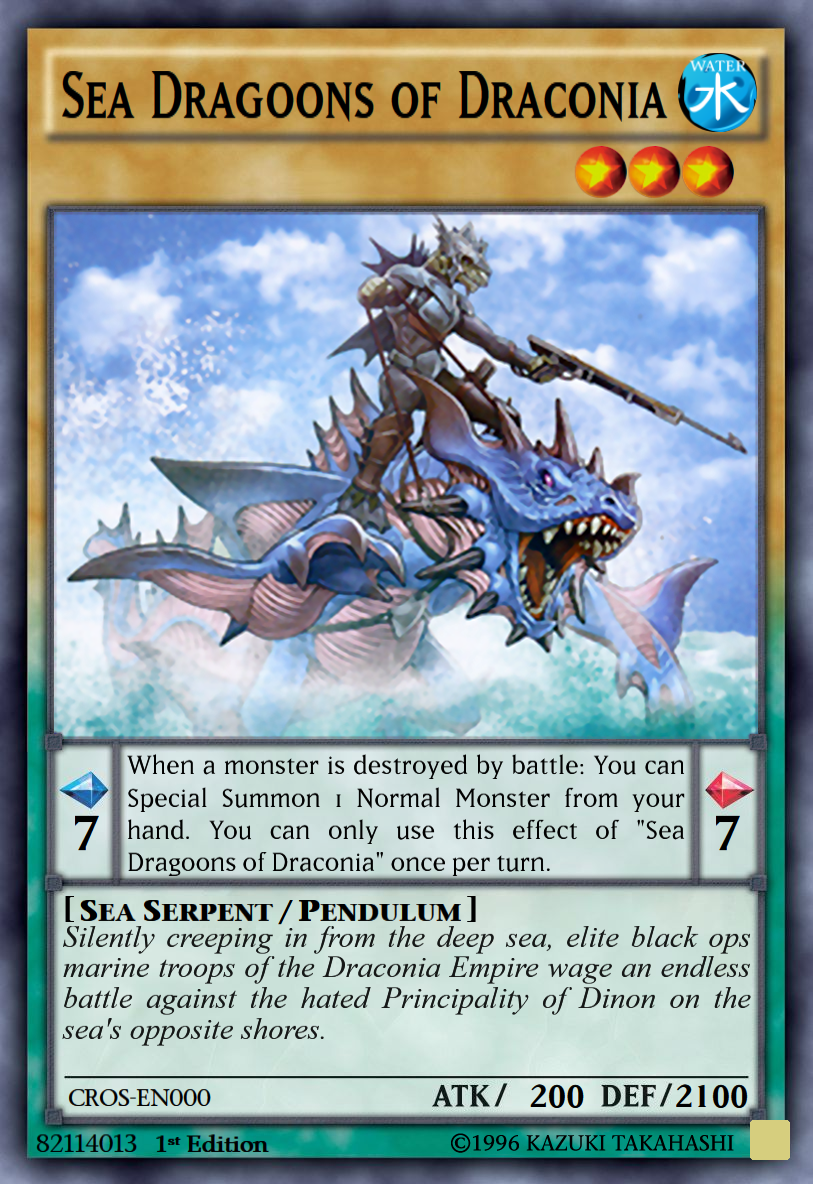 Sea Dragoons of Draconia
WATER
水
When a monster is destroyed by battle: You can
Special Summon 1 Normal Monster from your
hand. You can only use this effect of "Sea
Dragoons of Draconia" once per turn.
7
7
[ Sea Serpent / Pendulum ]
Silently creeping in from the deep sea, elite black ops
marine troops of the Draconia Empire wage an endless
battle against the hated Principality of Dinon on the
sea's opposite shores.
CROS-EN000 ATK/ 200 DEF/2100
82114013 1st Edition ©1996 KAZUKI TAKAHASHI